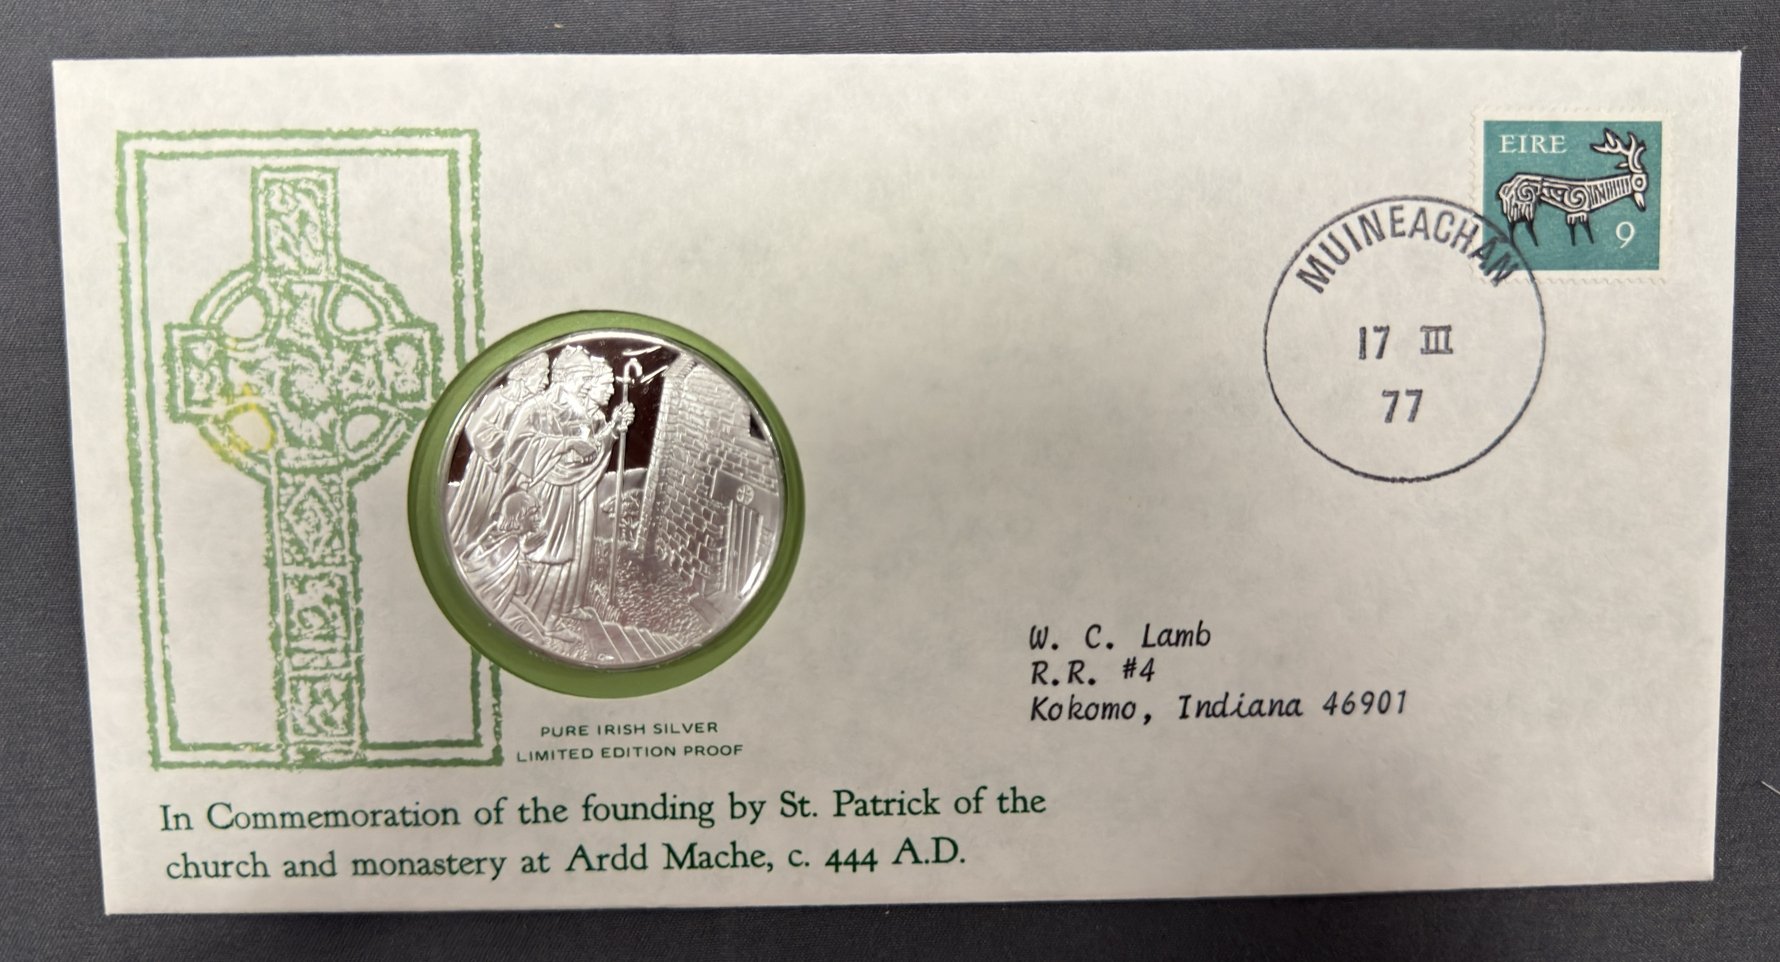 EIRE
9
MUINEACHÁN
17 III
77
W. C. Lamb
R.R. #4
Kokomo, Indiana 46901
PURE IRISH SILVER
LIMITED EDITION PROOF
In Commemoration of the founding by St. Patrick of the
church and monastery at Ardd Mache, c. 444 A.D.